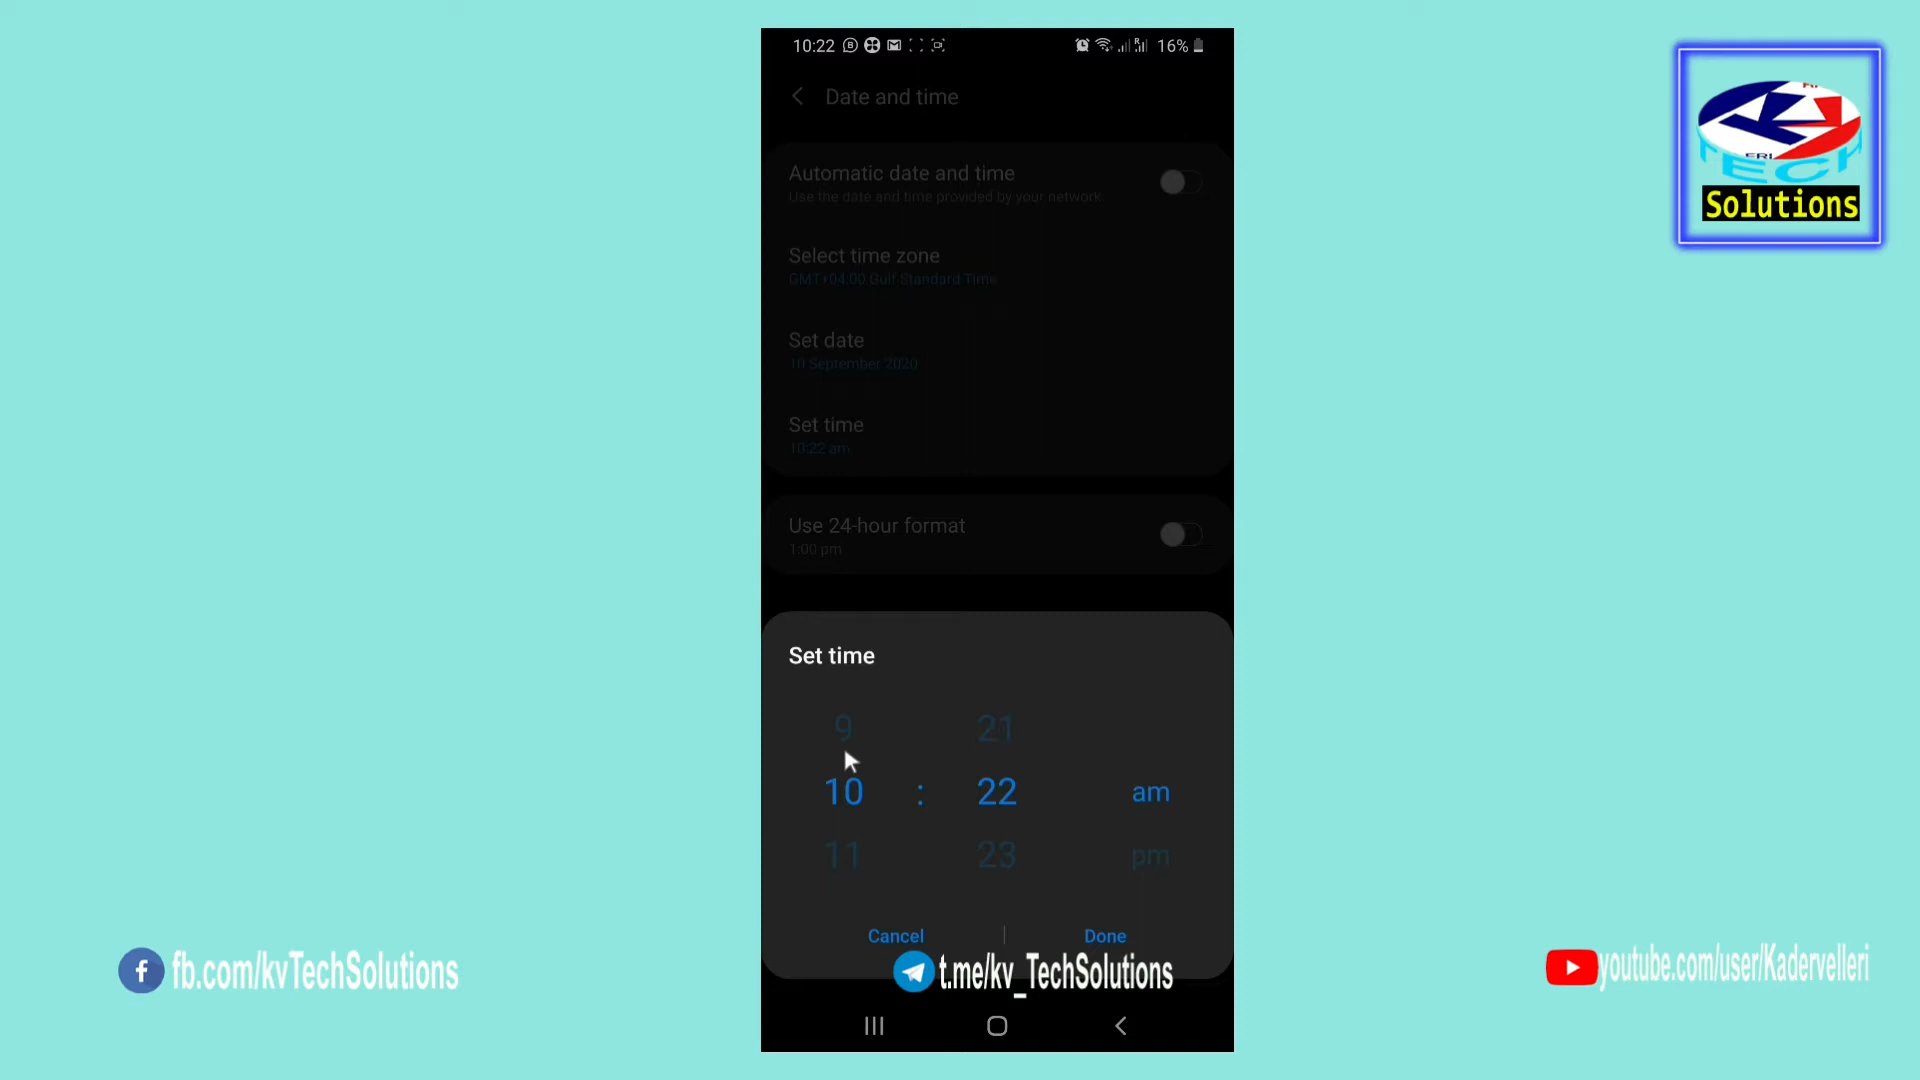 10:22
16%
Date and time
Automatic date and time
Use the date and time provided by your network.
Select time zone
GMT+04:00 Gulf Standard Time
Set date
10 September 2020
Set time
10:22 am
Use 24-hour format
1:00 pm
Set time
9 21
10 : 22 am
11 23 pm
Cancel | Done
ERI
TECH
Solutions
fb.com/kvTechSolutions
t.me/kv_TechSolutions
youtube.com/user/Kadervelleri